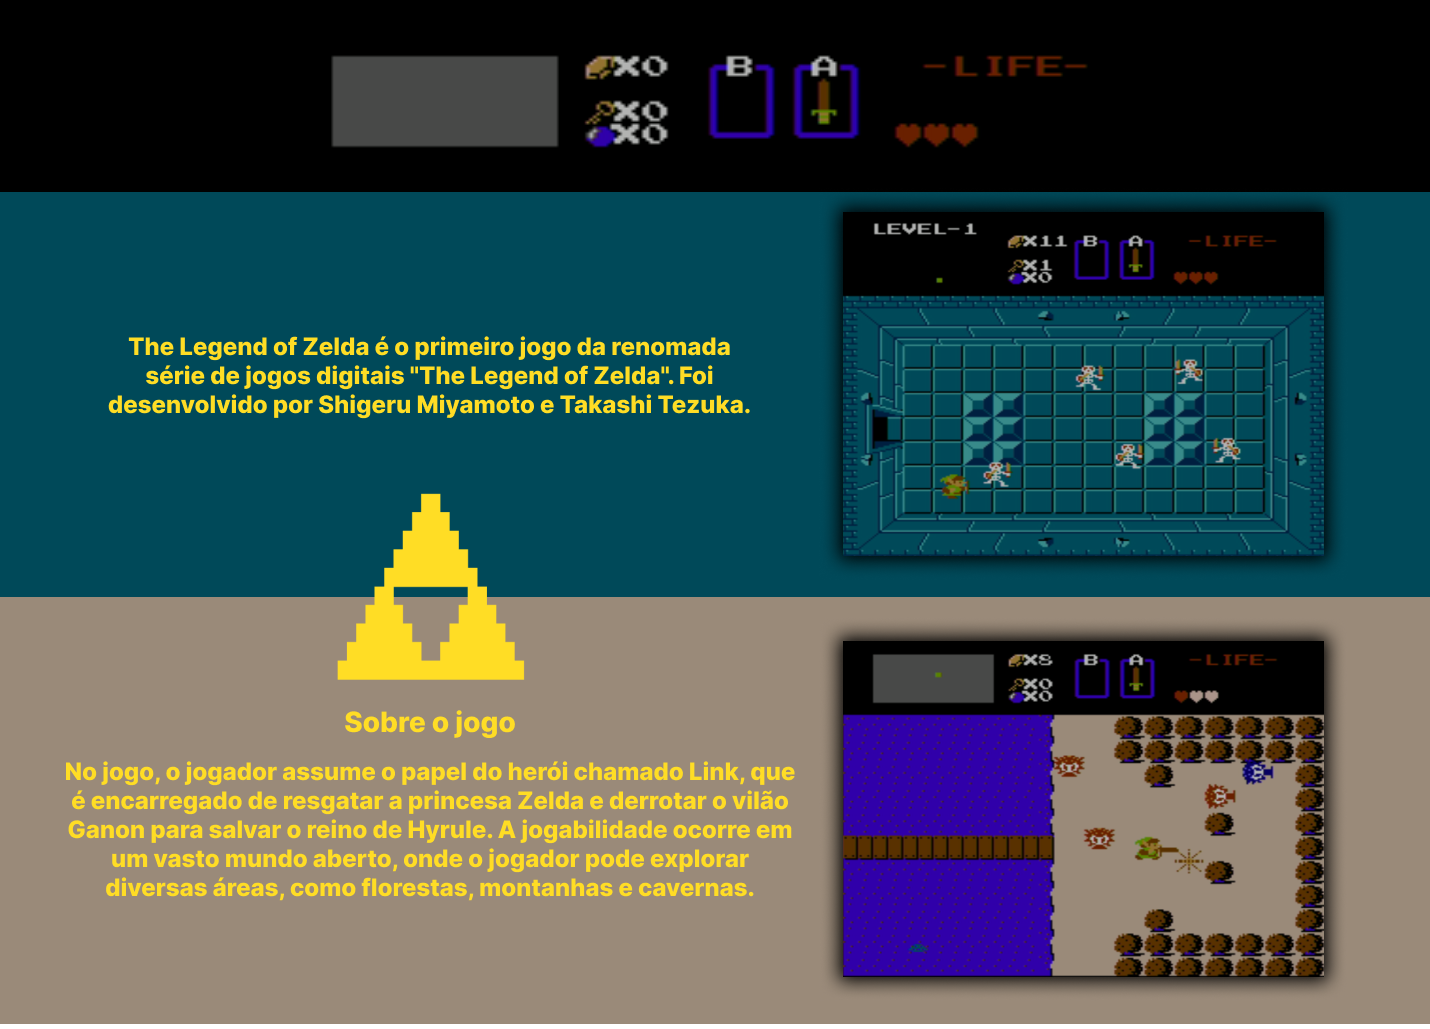 X0
B
A
-LIFE-
X0
X0
LEVEL-1
X11
B
A
-LIFE-
X1
X0
The Legend of Zelda é o primeiro jogo da renomada
série de jogos digitais "The Legend of Zelda". Foi
desenvolvido por Shigeru Miyamoto e Takashi Tezuka.
Sobre o jogo
No jogo, o jogador assume o papel do herói chamado Link, que
é encarregado de resgatar a princesa Zelda e derrotar o vilão
Ganon para salvar o reino de Hyrule. A jogabilidade ocorre em
um vasto mundo aberto, onde o jogador pode explorar
diversas áreas, como florestas, montanhas e cavernas.
X8
B
A
-LIFE-
X0
X0